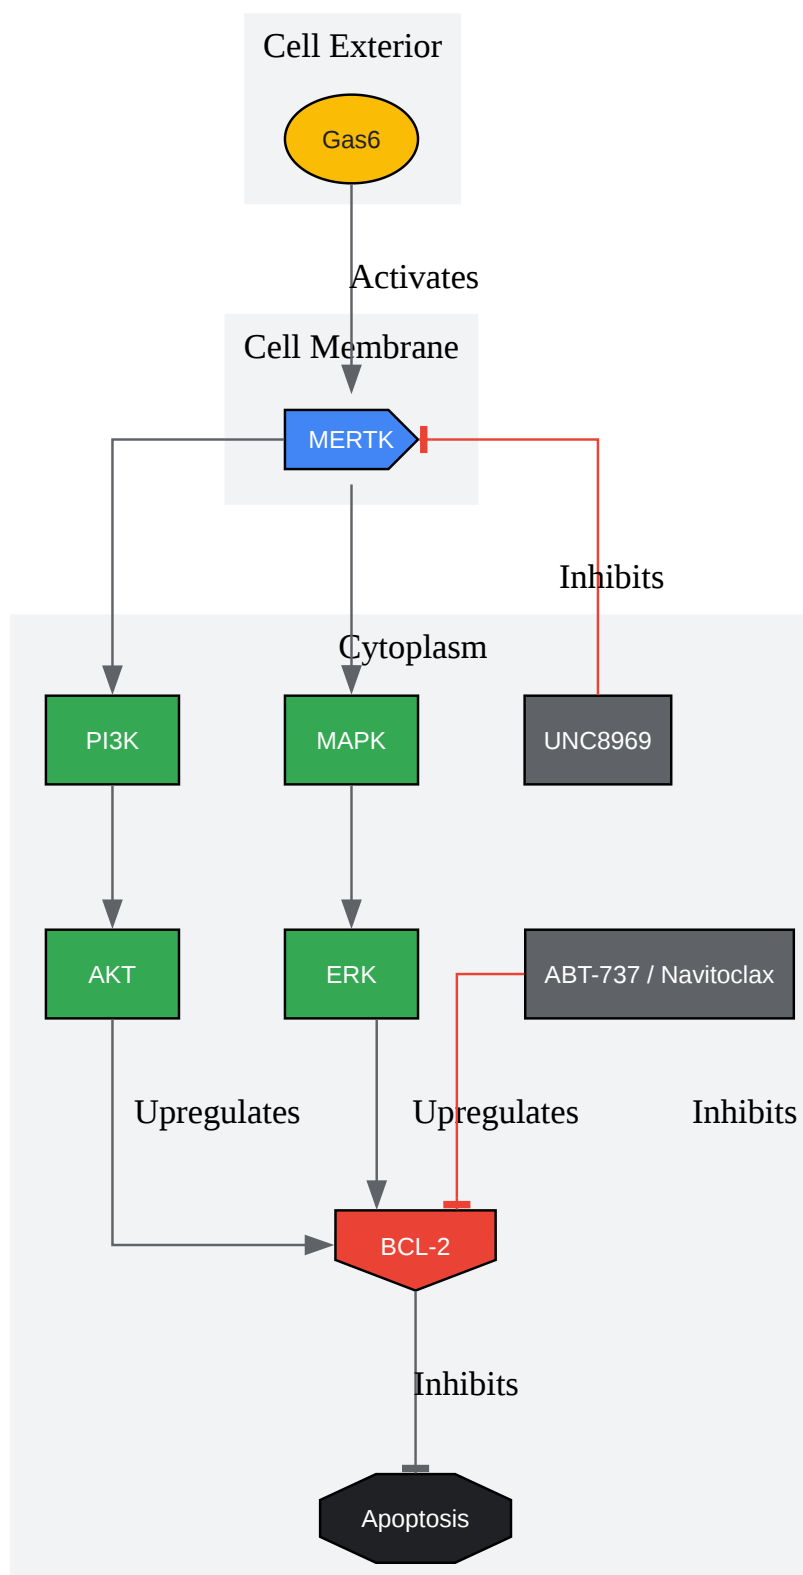 Cell Exterior
Gas6
Activates
Cell Membrane
MERTK
Inhibits
Cytoplasm
PI3K
MAPK
UNC8969
AKT
ERK
ABT-737 / Navitoclax
Upregulates
Upregulates
Inhibits
BCL-2
Inhibits
Apoptosis